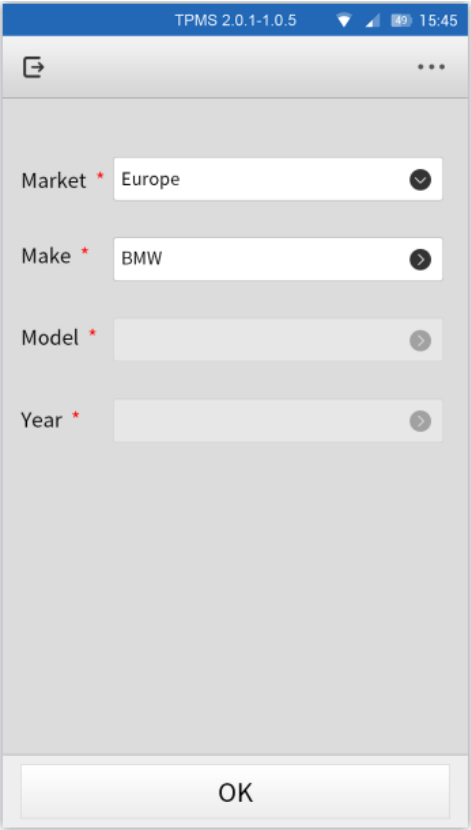 TPMS 2.0.1-1.0.5 49 15:45
Market * Europe
Make * BMW
Model *
Year *
OK